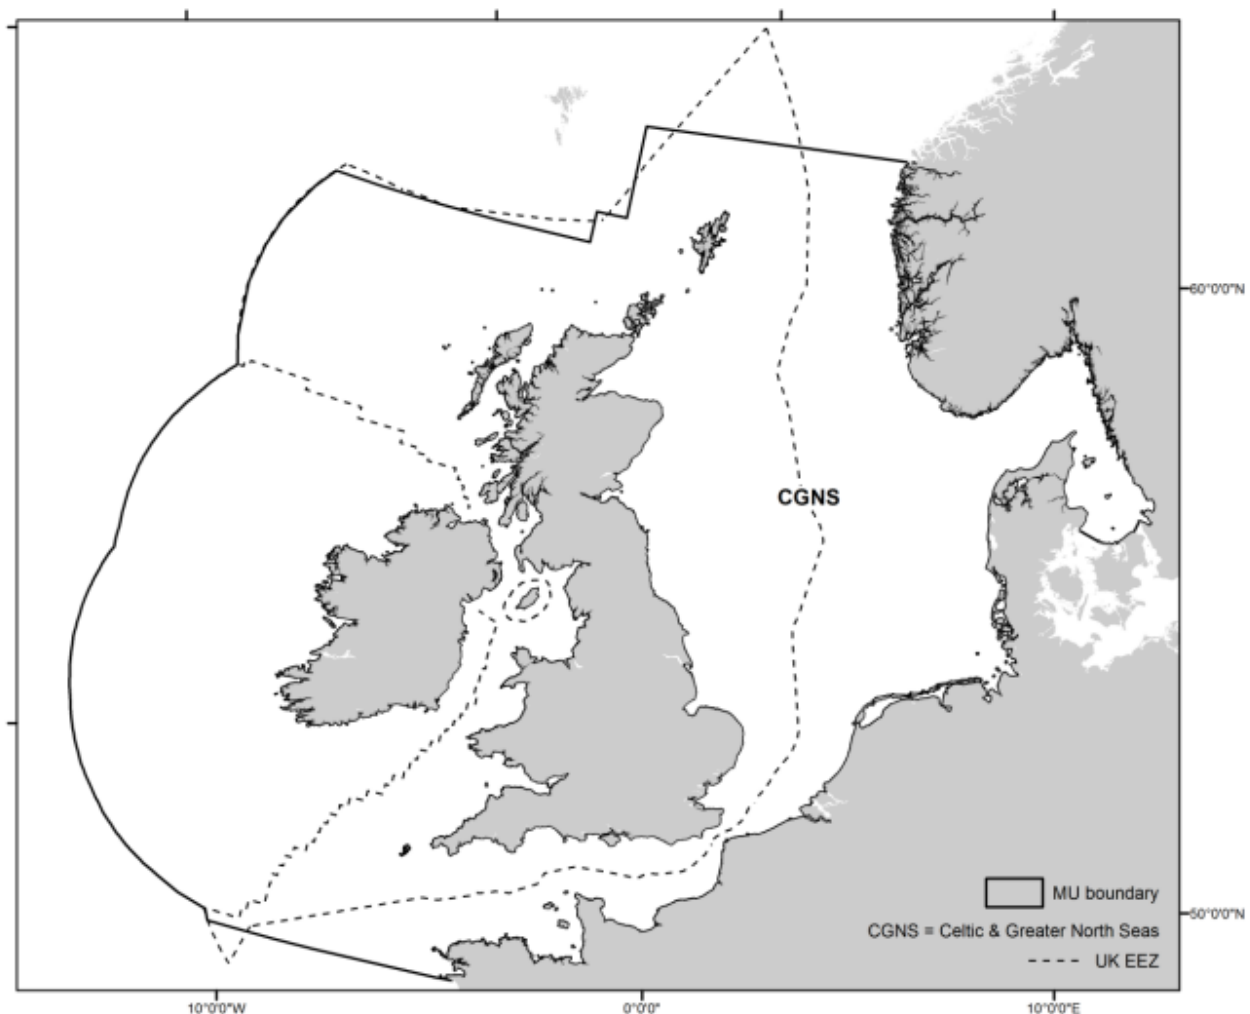 60°0'0"N
CGNS
MU boundary
50°0'0"N
CGNS = Celtic & Greater North Seas
UK EEZ
10°0'0"W
0°0'0"
10°0'0"E